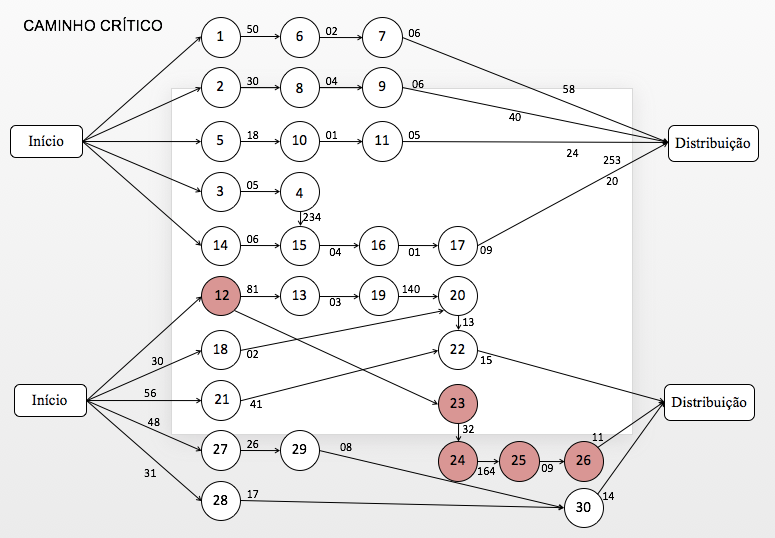 CAMINHO CRÍTICO
1 50 6 02 7 06
2 30 8 04 9 06 58
40
Início 5 18 10 01 11 05 Distribuição
24 253
3 05 4 20
234
14 06 15 04 16 01 17 09
12 81 13 03 19 140 20
13
30 18 02 22 15
Início 56 21 41 23 Distribuição
48 32
27 26 29 08 11
24 164 25 09 26
31
28 17 30 14